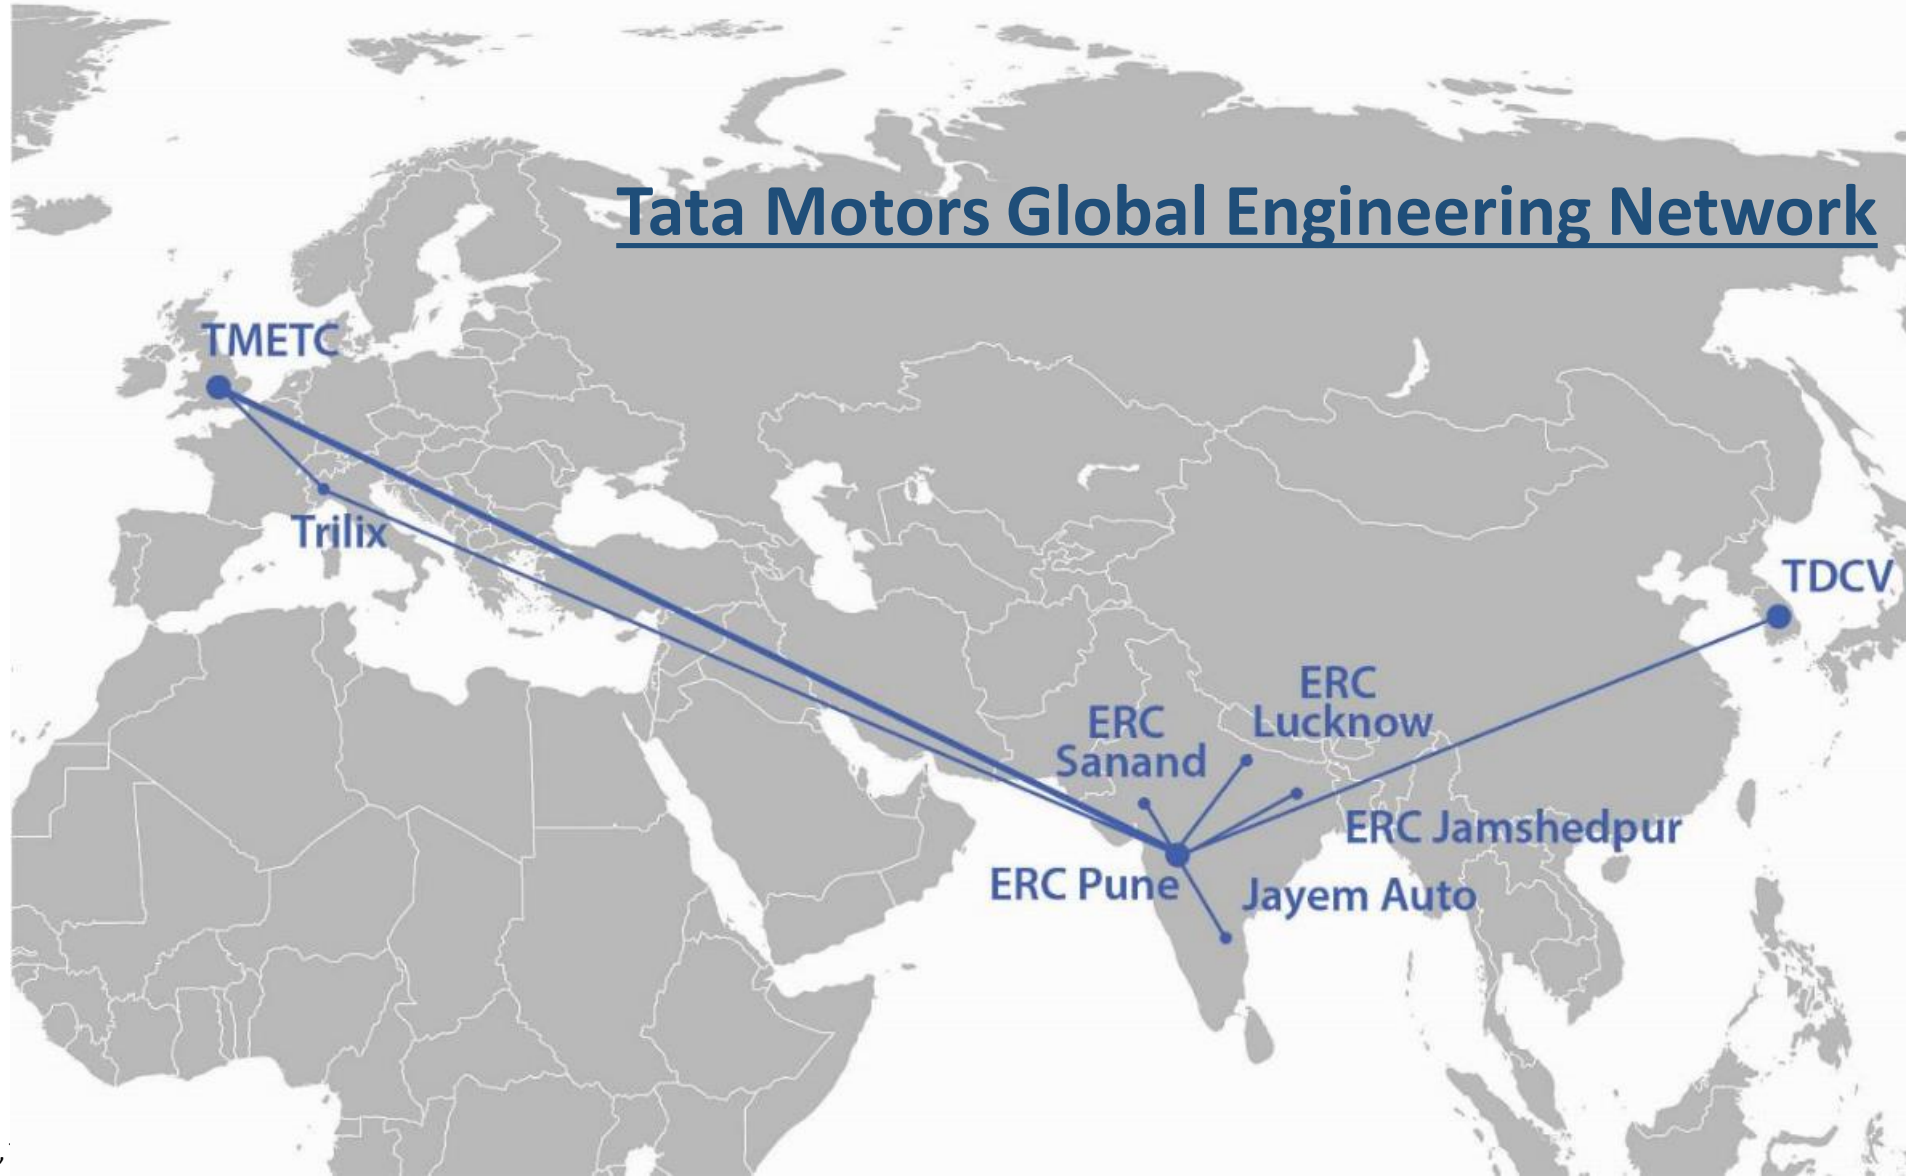 Tata Motors Global Engineering Network
TMETC
Trilix
TDCV
ERC
Lucknow
ERC
Sanand
ERC Jamshedpur
ERC Pune
Jayem Auto